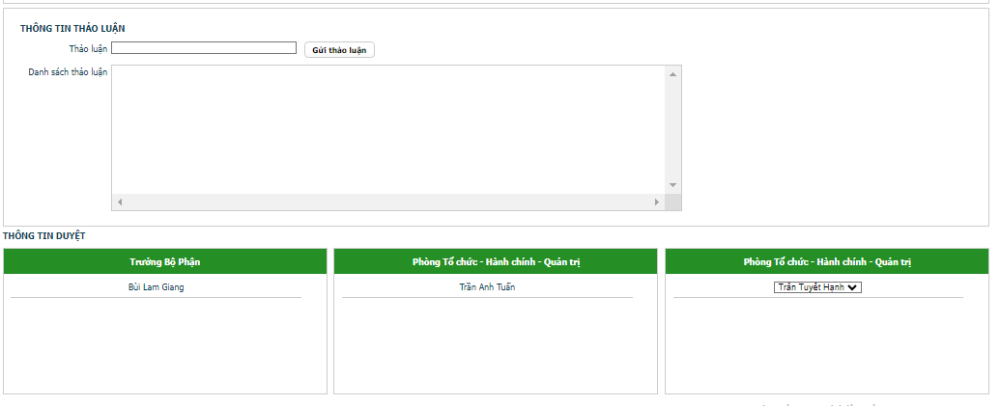 THÔNG TIN THẢO LUẬN
Thảo luận
Gửi thảo luận
Danh sách thảo luận
THÔNG TIN DUYỆT
Trưởng Bộ Phận
Phòng Tổ chức - Hành chính - Quản trị
Phòng Tổ chức - Hành chính - Quản trị
Bùi Lam Giang
Trần Anh Tuấn
Trần Tuyết Hạnh